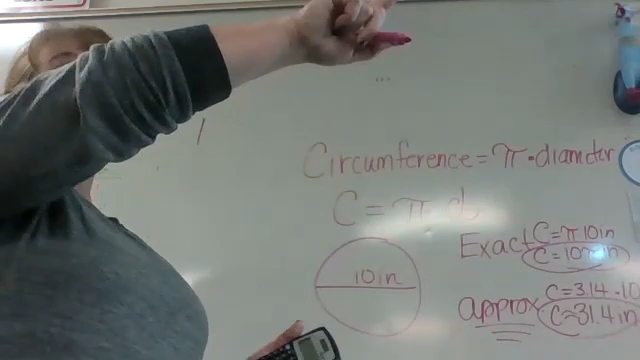 Circumference = π · diameter
C = π d
10in
Exact C = π 10in
C = 10π in
approx C = 3.14 · 10
C ≈ 31.4 in